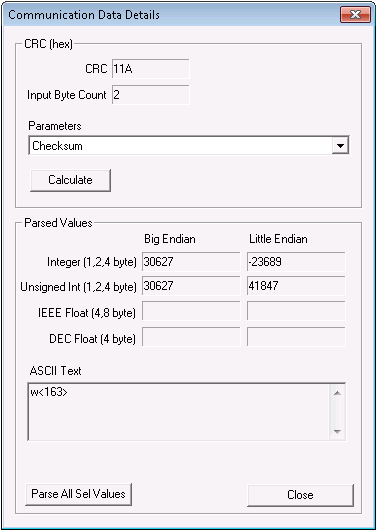 Communication Data Details
CRC (hex)
CRC 11A
Input Byte Count 2
Parameters
Checksum
Calculate
Parsed Values
Big Endian Little Endian
Integer (1,2,4 byte) 30627 -23689
Unsigned Int (1,2,4 byte) 30627 41847
IEEE Float (4,8 byte)
DEC Float (4 byte)
ASCII Text
w<163>
Parse All Sel Values Close